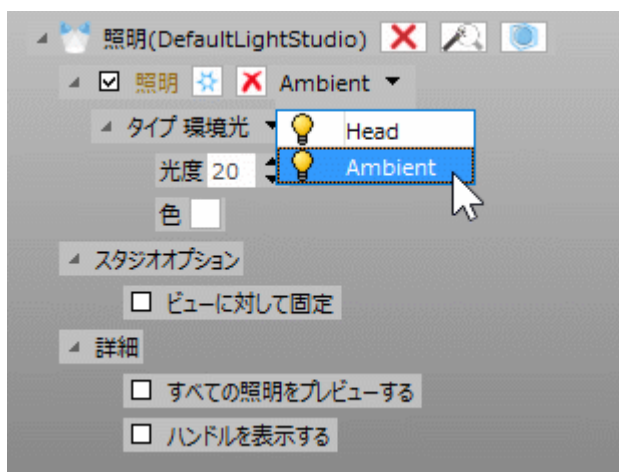 照明(DefaultLightStudio)
照明 Ambient
タイプ 環境光
Head
光度 20
Ambient
色
スタジオオプション
ビューに対して固定
詳細
すべての照明をプレビューする
ハンドルを表示する